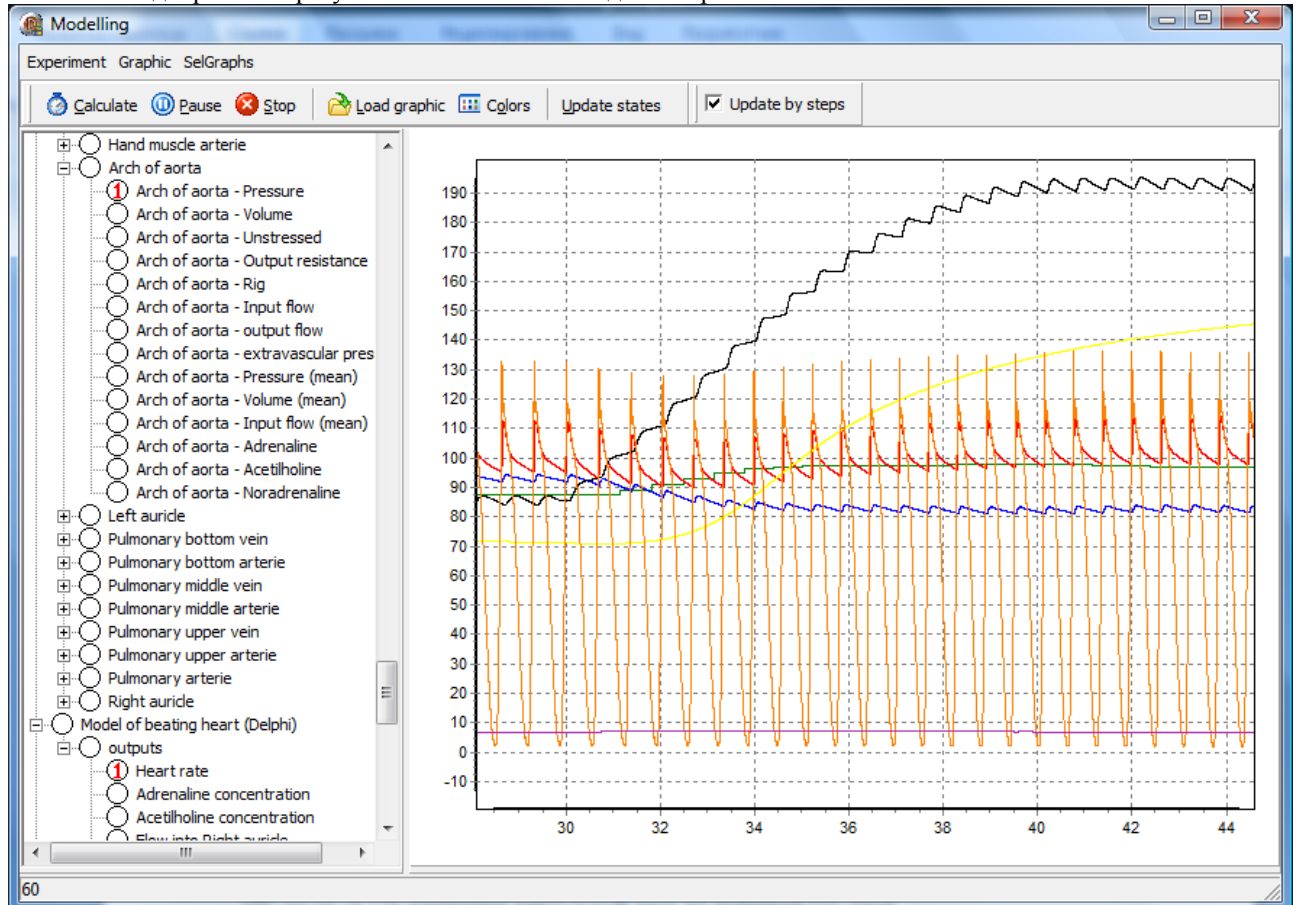 Modelling
Experiment Graphic SelGraphs
Calculate Pause Stop Load graphic Colors Update states Update by steps
Hand muscle arterie
Arch of aorta
1 Arch of aorta - Pressure
Arch of aorta - Volume
Arch of aorta - Unstressed
Arch of aorta - Output resistance
Arch of aorta - Rig
Arch of aorta - Input flow
Arch of aorta - output flow
Arch of aorta - extravascular pres
Arch of aorta - Pressure (mean)
Arch of aorta - Volume (mean)
Arch of aorta - Input flow (mean)
Arch of aorta - Adrenaline
Arch of aorta - Acetilholine
Arch of aorta - Noradrenaline
Left auricle
Pulmonary bottom vein
Pulmonary bottom arterie
Pulmonary middle vein
Pulmonary middle arterie
Pulmonary upper vein
Pulmonary upper arterie
Pulmonary arterie
Right auricle
Model of beating heart (Delphi)
outputs
1 Heart rate
Adrenaline concentration
Acetilholine concentration
Flow into Right auricle
190
180
170
160
150
140
130
120
110
100
90
80
70
60
50
40
30
20
10
0
-10
30 32 34 36 38 40 42 44
60